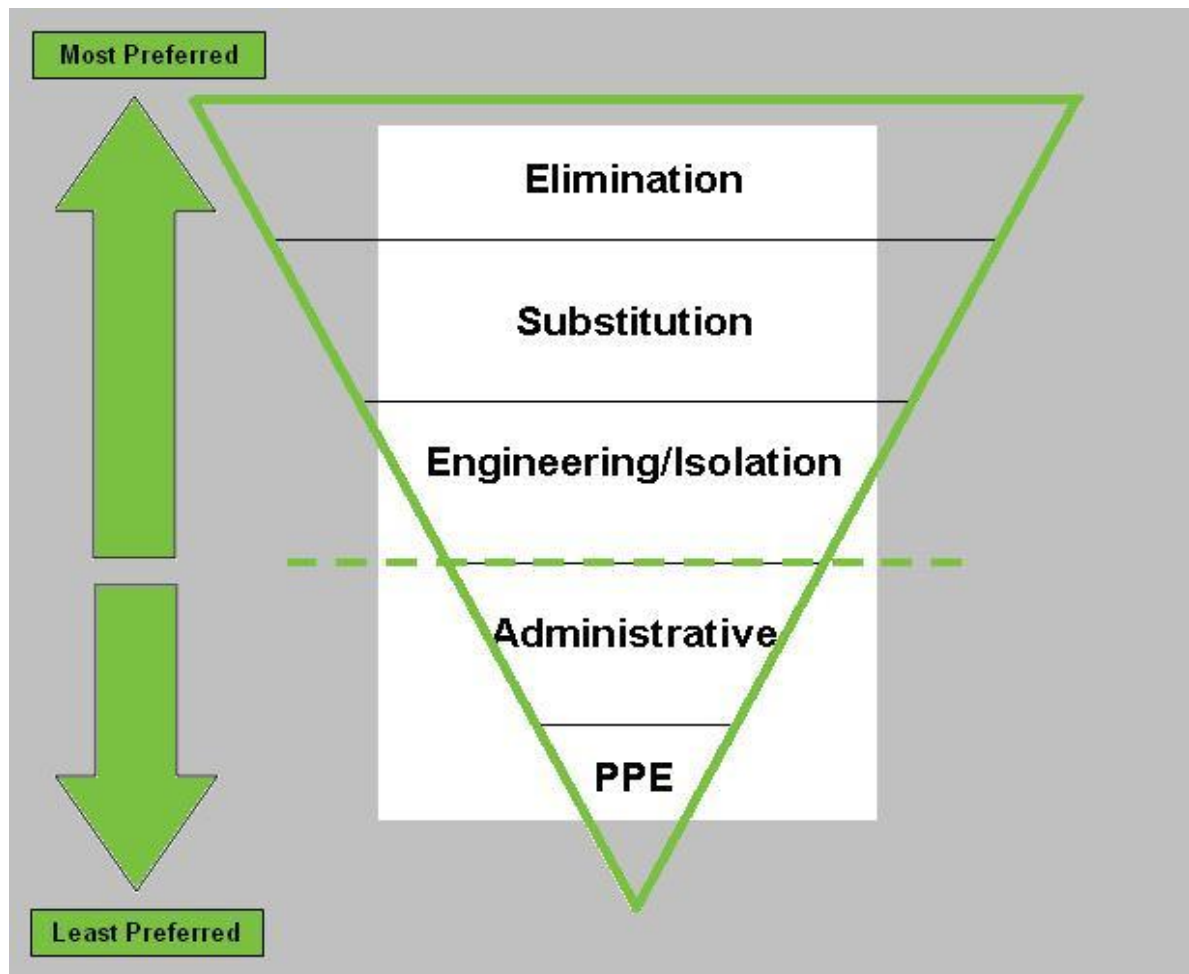 Most Preferred
Elimination
Substitution
Engineering/Isolation
Administrative
PPE
Least Preferred